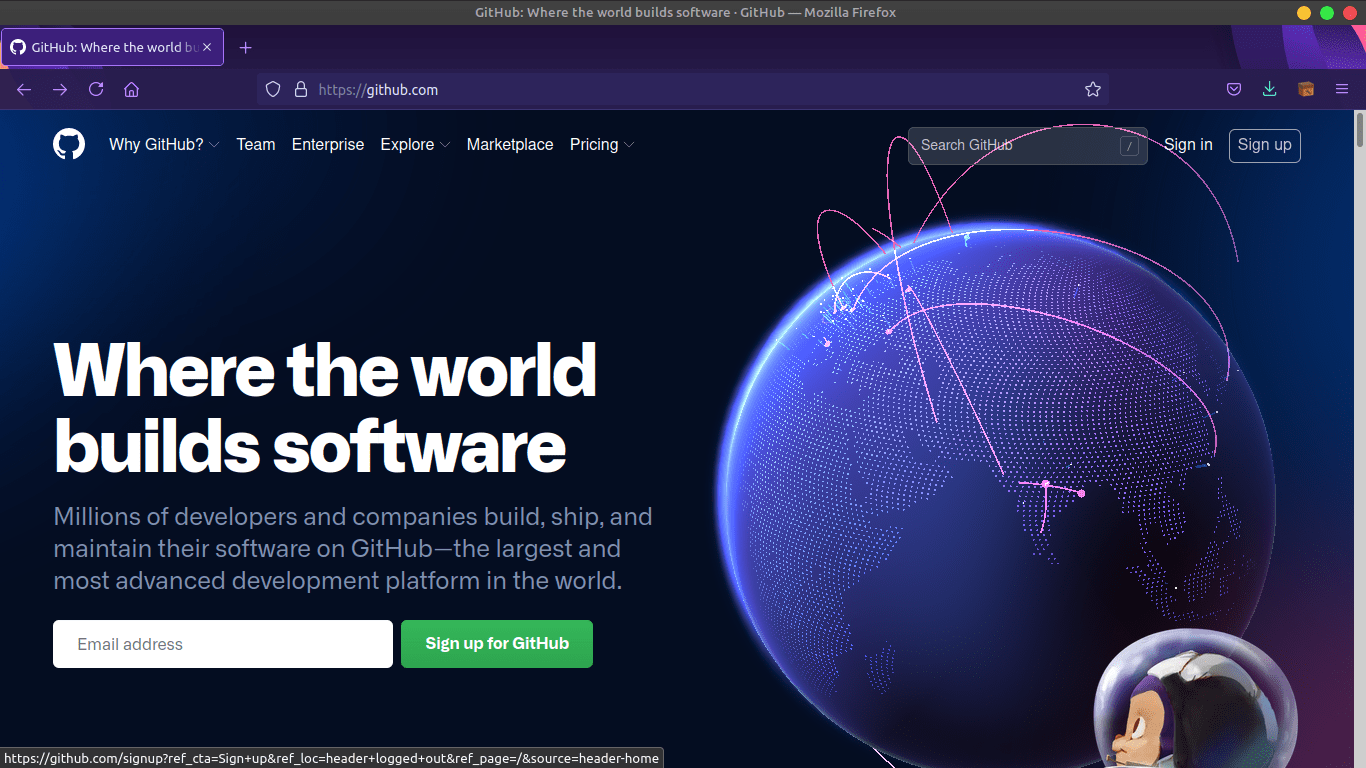 GitHub: Where the world builds software · GitHub — Mozilla Firefox
GitHub: Where the world bu
https://github.com
Why GitHub? Team Enterprise Explore Marketplace Pricing
Search GitHub /
Sign in
Sign up
Where the world
builds software
Millions of developers and companies build, ship, and
maintain their software on GitHub—the largest and
most advanced development platform in the world.
Email address
Sign up for GitHub
https://github.com/signup?ref_cta=Sign+up&ref_loc=header+logged+out&ref_page=/&source=header-home